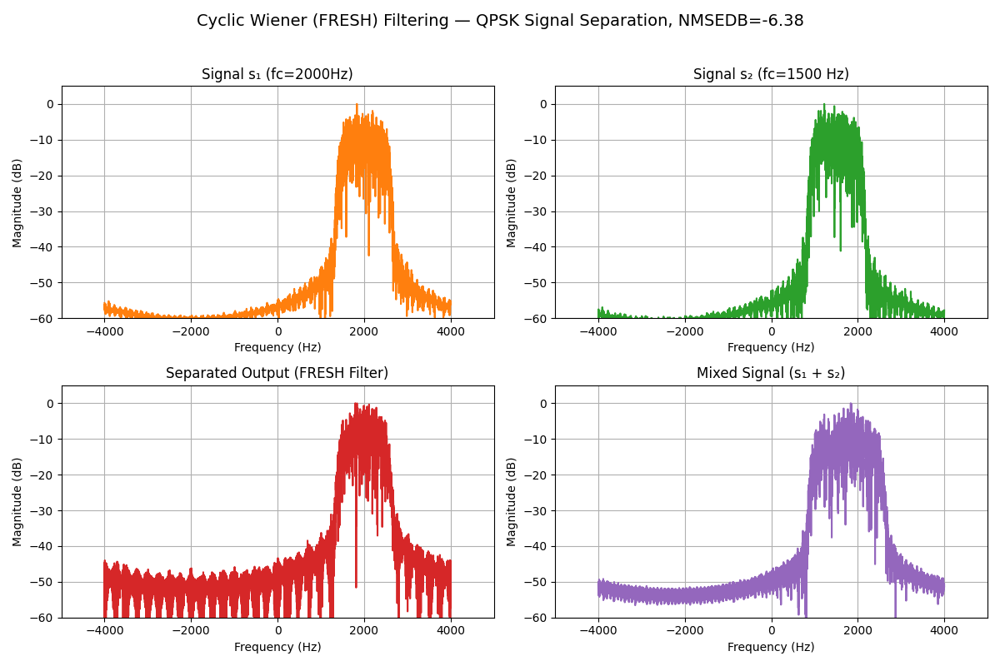 Cyclic Wiener (FRESH) Filtering — QPSK Signal Separation, NMSEDB=-6.38
Signal s₁ (fc=2000Hz)
0
−10
−20
−30
−40
−50
−60
−4000 −2000 0 2000 4000
Magnitude (dB)
Frequency (Hz)
Signal s₂ (fc=1500 Hz)
0
−10
−20
−30
−40
−50
−60
−4000 −2000 0 2000 4000
Magnitude (dB)
Frequency (Hz)
Separated Output (FRESH Filter)
0
−10
−20
−30
−40
−50
−60
−4000 −2000 0 2000 4000
Magnitude (dB)
Frequency (Hz)
Mixed Signal (s₁ + s₂)
0
−10
−20
−30
−40
−50
−60
−4000 −2000 0 2000 4000
Magnitude (dB)
Frequency (Hz)